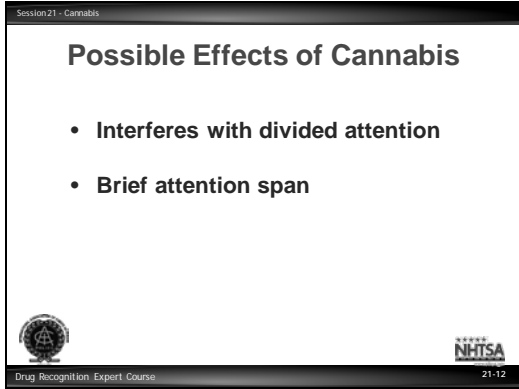 Session 21 - Cannabis
Possible Effects of Cannabis
• Interferes with divided attention
• Brief attention span
NHTSA
Drug Recognition Expert Course
21-12